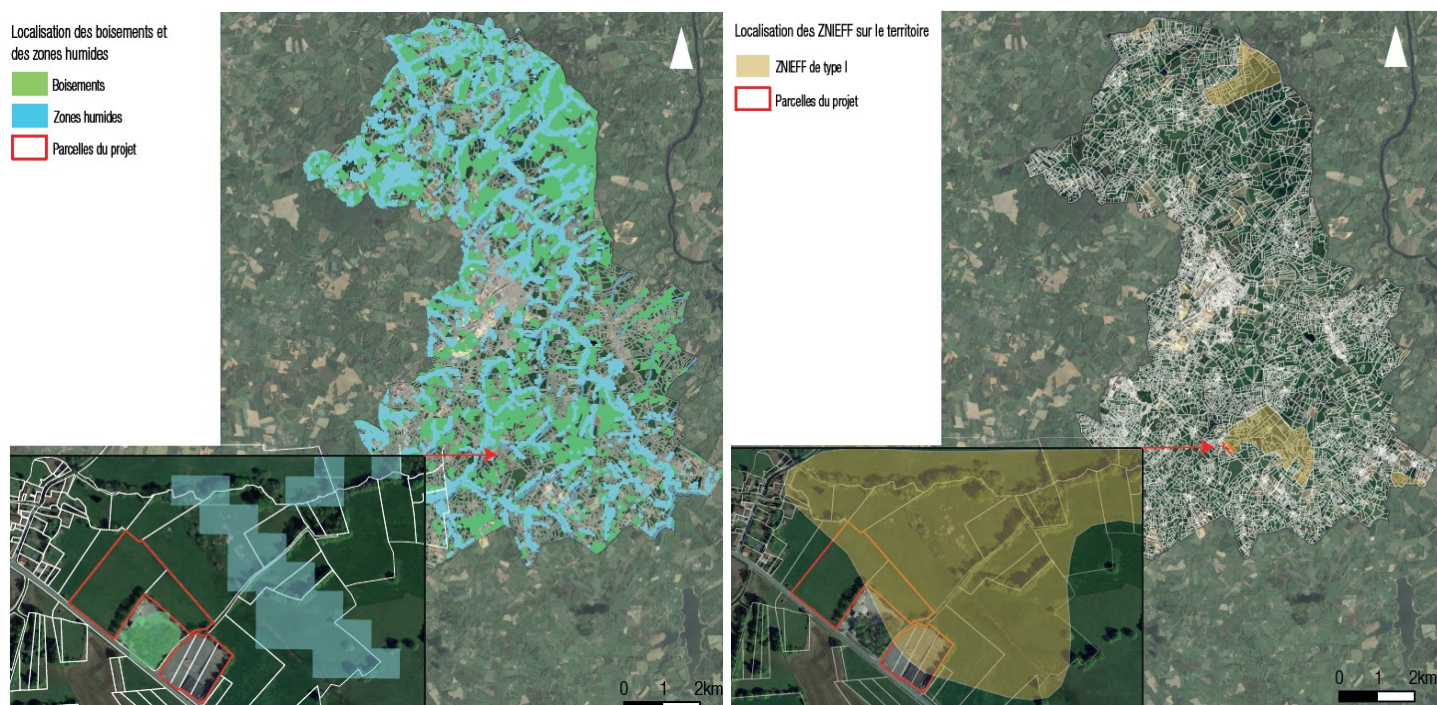 Localisation des boisements et
des zones humides
Boisements
Zones humides
Parcelles du projet
0 1 2km
Localisation des ZNIEFF sur le territoire
ZNIEFF de type I
Parcelles du projet
0 1 2km